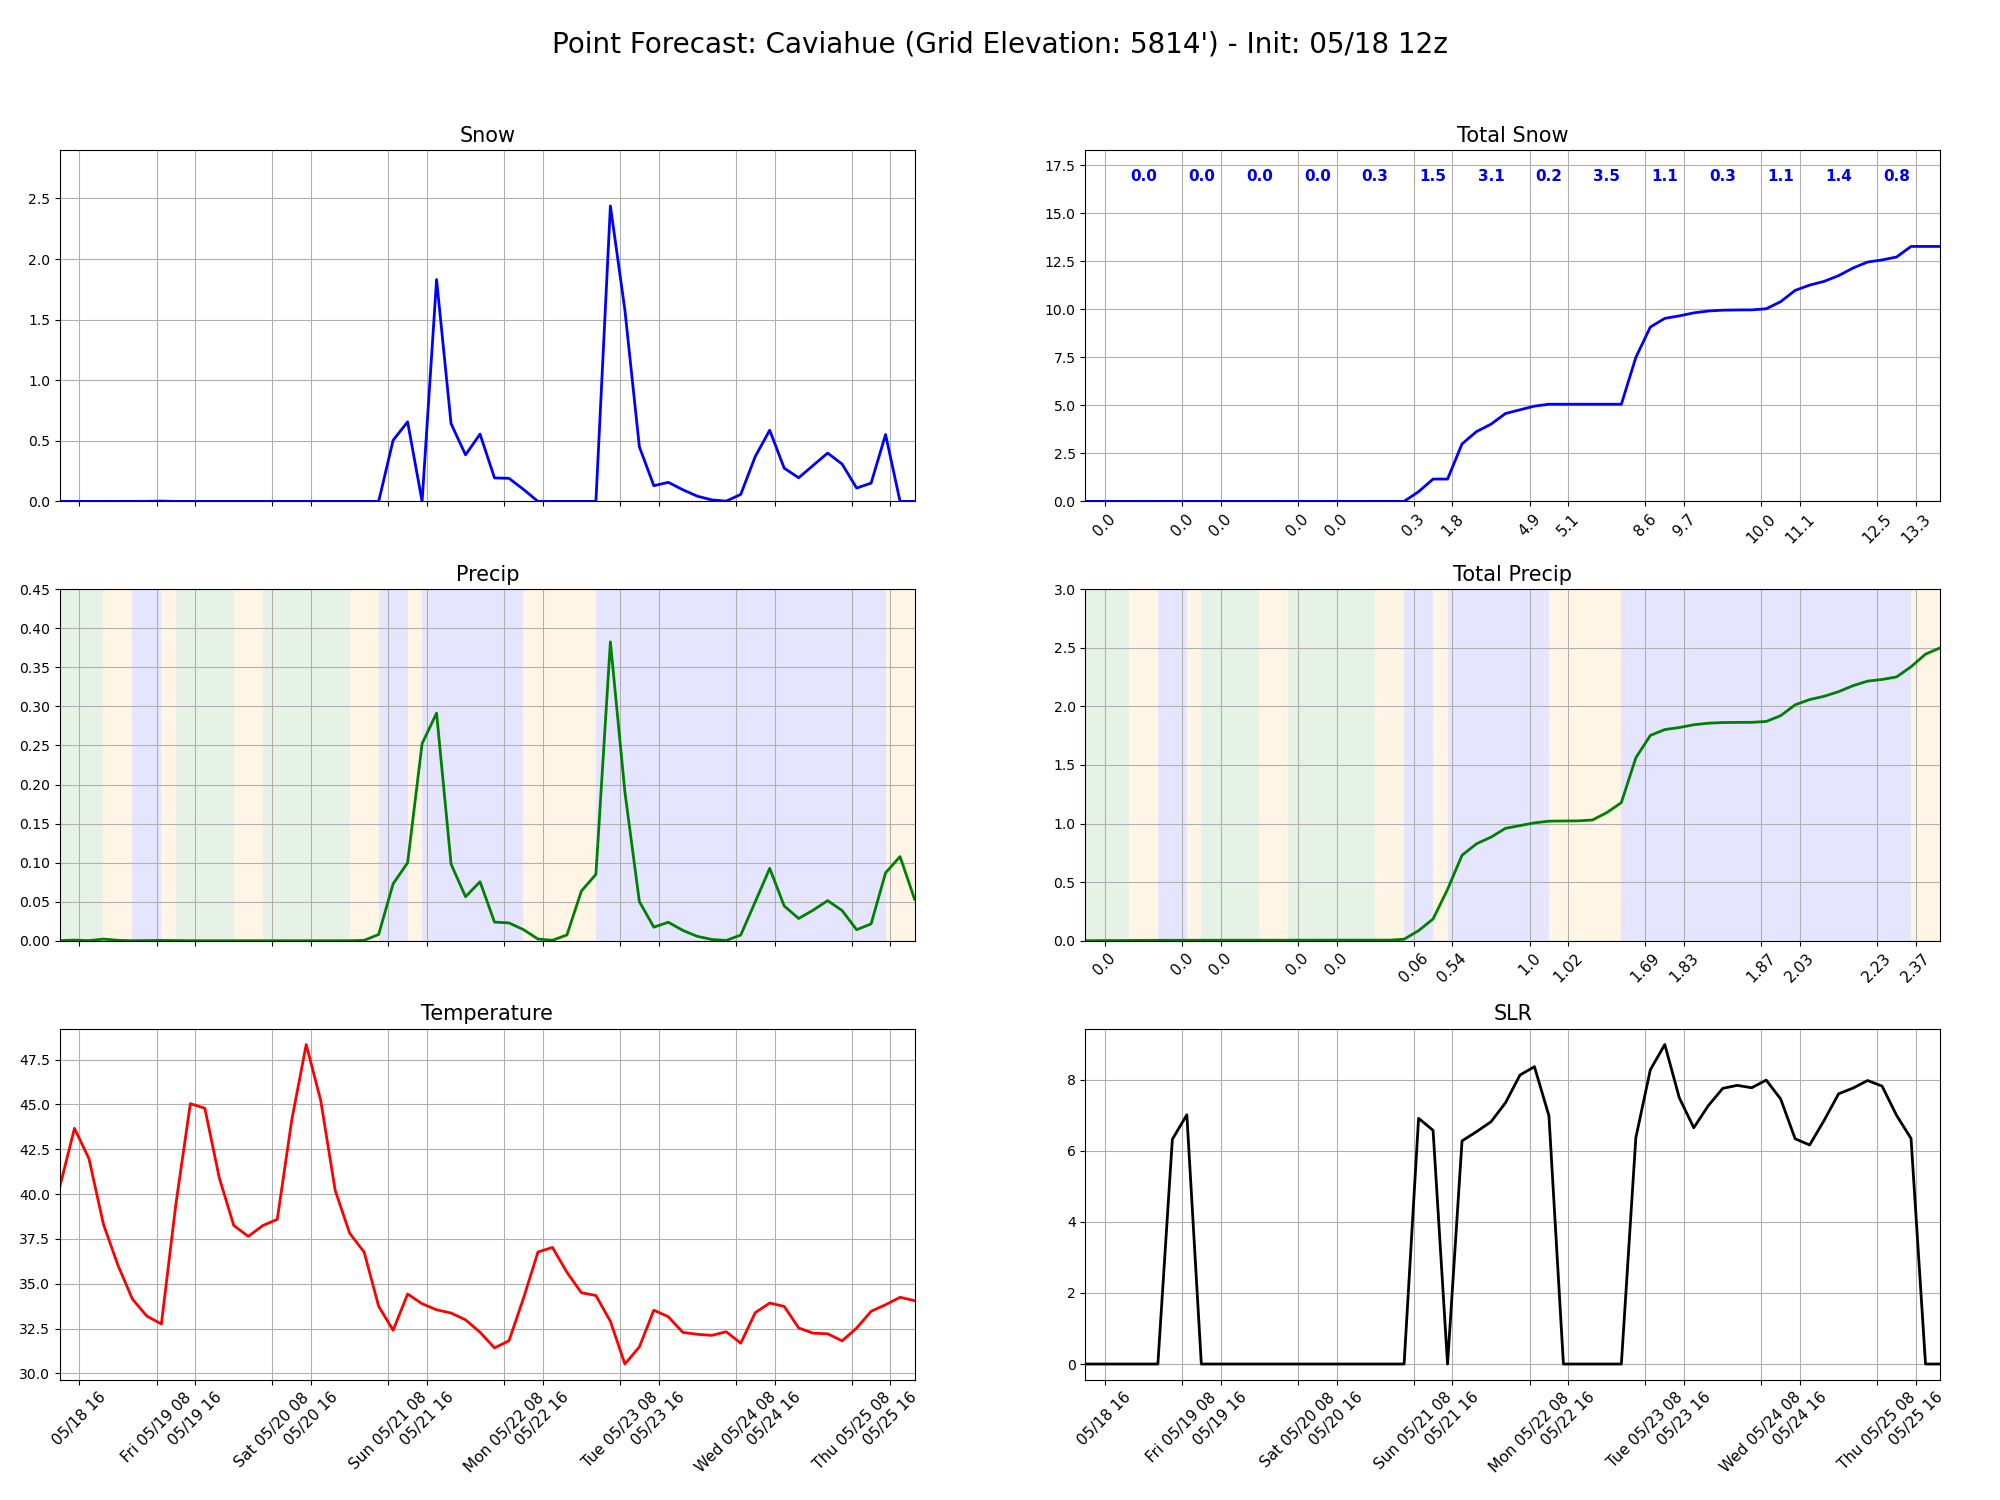 Point Forecast: Caviahue (Grid Elevation: 5814') - Init: 05/18 12z
Snow
2.5
2.0
1.5
1.0
0.5
0.0
Total Snow
17.5
15.0
12.5
10.0
7.5
5.0
2.5
0.0
0.0 0.0 0.0 0.0 0.3 1.5 3.1 0.2 3.5 1.1 0.3 1.1 1.4 0.8
0.0 0.0 0.0 0.0 0.0 0.3 1.8 4.9 5.1 8.6 9.7 10.0 11.1 12.5 13.3
Precip
0.45
0.40
0.35
0.30
0.25
0.20
0.15
0.10
0.05
0.00
Total Precip
3.0
2.5
2.0
1.5
1.0
0.5
0.0
0.0 0.0 0.0 0.0 0.0 0.06 0.54 1.0 1.02 1.69 1.83 1.87 2.03 2.23 2.37
Temperature
47.5
45.0
42.5
40.0
37.5
35.0
32.5
30.0
05/18 16
Fri 05/19 08
05/19 16
Sat 05/20 08
05/20 16
Sun 05/21 08
05/21 16
Mon 05/22 08
05/22 16
Tue 05/23 08
05/23 16
Wed 05/24 08
05/24 16
Thu 05/25 08
05/25 16
SLR
8
6
4
2
0
05/18 16
Fri 05/19 08
05/19 16
Sat 05/20 08
05/20 16
Sun 05/21 08
05/21 16
Mon 05/22 08
05/22 16
Tue 05/23 08
05/23 16
Wed 05/24 08
05/24 16
Thu 05/25 08
05/25 16